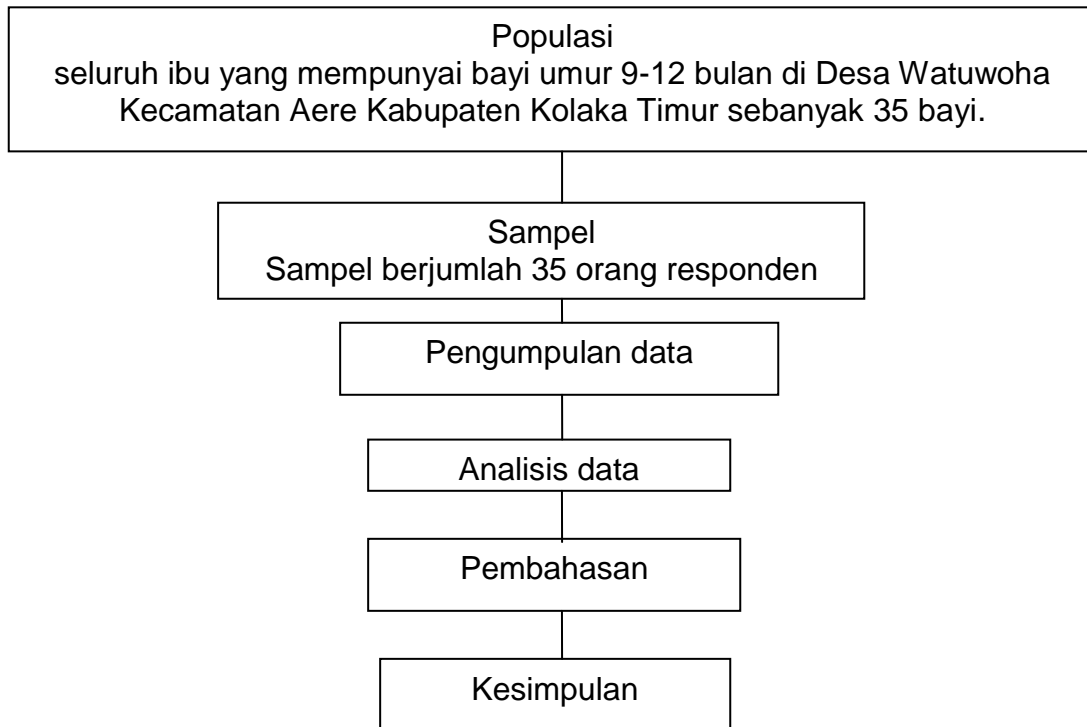 Populasi
seluruh ibu yang mempunyai bayi umur 9-12 bulan di Desa Watuwoha
Kecamatan Aere Kabupaten Kolaka Timur sebanyak 35 bayi.
Sampel
Sampel berjumlah 35 orang responden
Pengumpulan data
Analisis data
Pembahasan
Kesimpulan